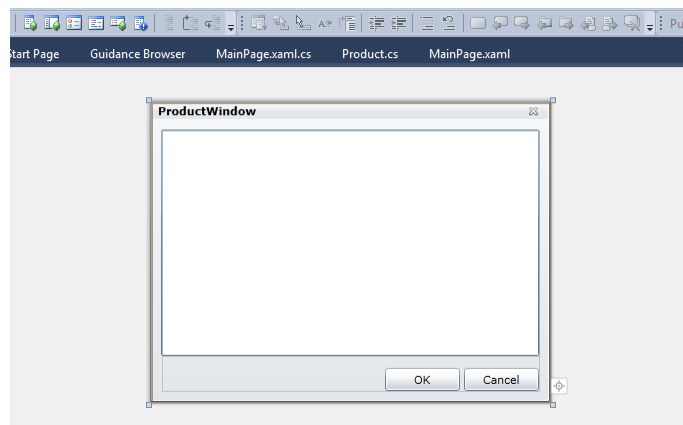 Start Page Guidance Browser MainPage.xaml.cs Product.cs MainPage.xaml
ProductWindow
OK Cancel